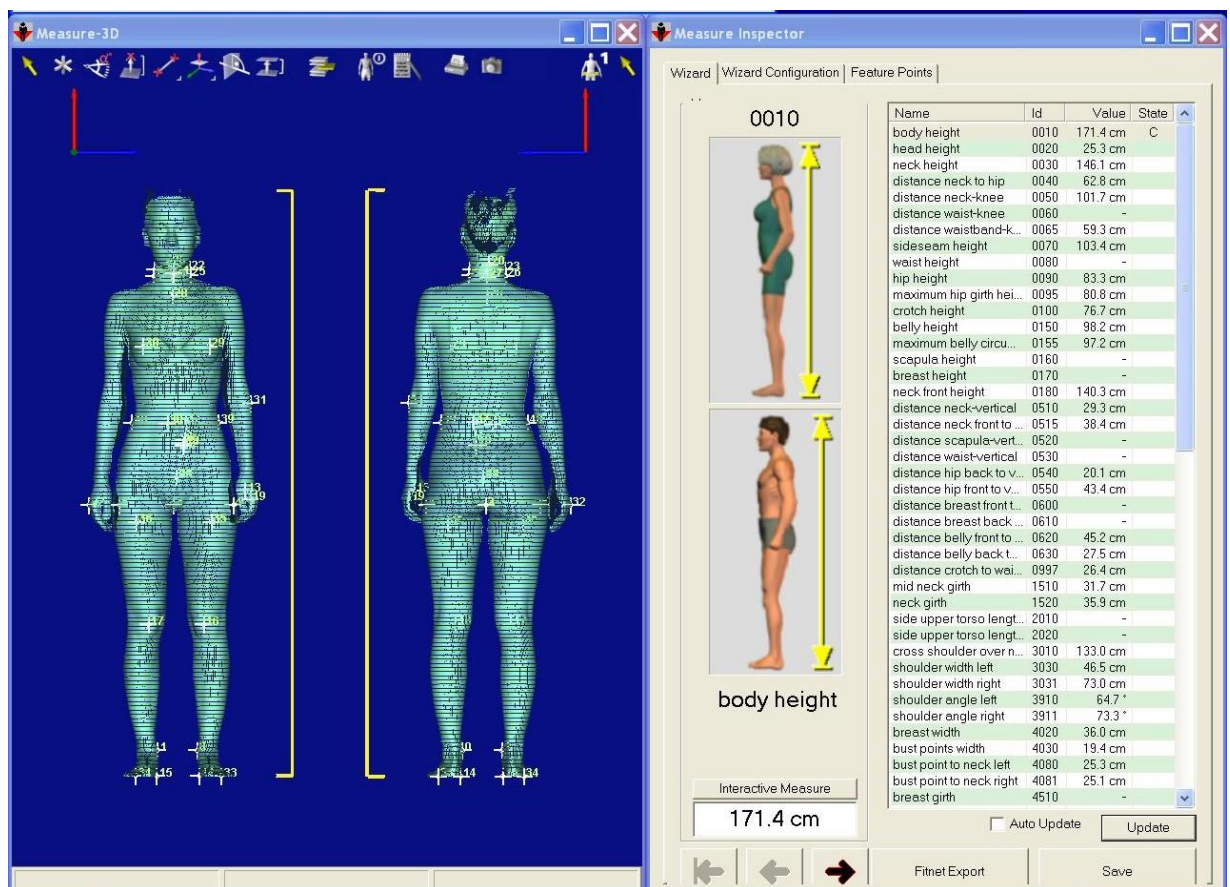 Measure-3D
Measure Inspector
Wizard
Wizard Configuration
Feature Points
0010
body height
Interactive Measure
171.4 cm
Name Id Value State
body height 0010 171.4 cm C
head height 0020 25.3 cm
neck height 0030 146.1 cm
distance neck to hip 0040 62.8 cm
distance neck-knee 0050 101.7 cm
distance waist-knee 0060 -
distance waistband-k... 0065 59.3 cm
sideseam height 0070 103.4 cm
waist height 0080 -
hip height 0090 83.3 cm
maximum hip girth hei... 0095 80.8 cm
crotch height 0100 76.7 cm
belly height 0150 98.2 cm
maximum belly circu... 0155 97.2 cm
scapula height 0160 -
breast height 0170 -
neck front height 0180 140.3 cm
distance neck-vertical 0510 29.3 cm
distance neck front to ... 0515 38.4 cm
distance scapula-vert... 0520 -
distance waist-vertical 0530 -
distance hip back to v... 0540 20.1 cm
distance hip front to v... 0550 43.4 cm
distance breast front t... 0600 -
distance breast back ... 0610 -
distance belly front to ... 0620 45.2 cm
distance belly back t... 0630 27.5 cm
distance crotch to wai... 0997 26.4 cm
mid neck girth 1510 31.7 cm
neck girth 1520 35.9 cm
side upper torso lengt... 2010 -
side upper torso lengt... 2020 -
cross shoulder over n... 3010 133.0 cm
shoulder width left 3030 46.5 cm
shoulder width right 3031 73.0 cm
shoulder angle left 3910 64.7 °
shoulder angle right 3911 73.3 °
breast width 4020 36.0 cm
bust points width 4030 19.4 cm
bust point to neck left 4080 25.3 cm
bust point to neck right 4081 25.1 cm
breast girth 4510 -
Auto Update
Update
Fitnet Export
Save